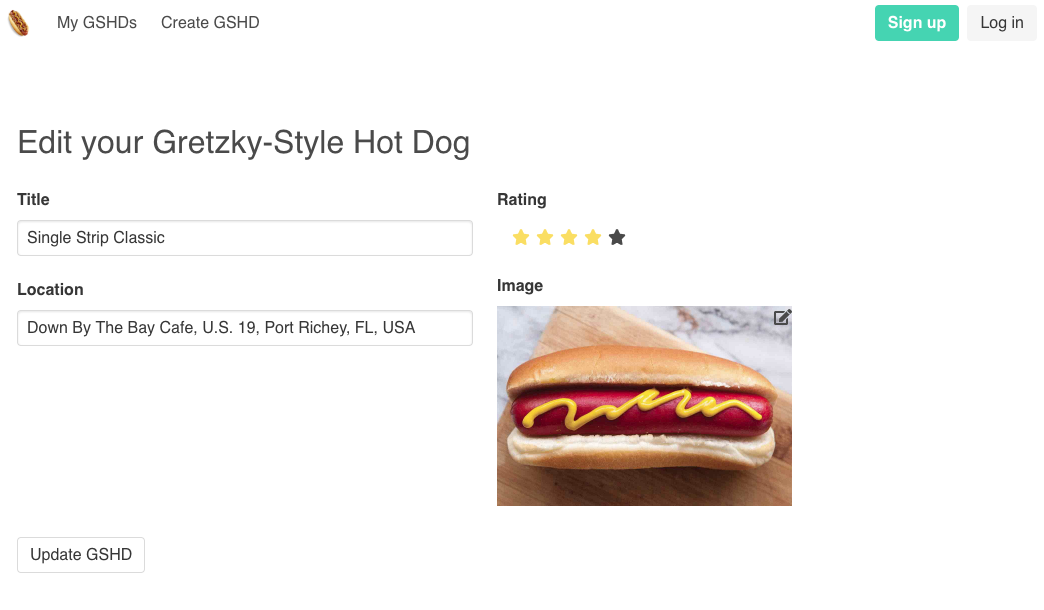 My GSHDs Create GSHD Sign up Log in
Edit your Gretzky-Style Hot Dog
Title
Single Strip Classic
Location
Down By The Bay Cafe, U.S. 19, Port Richey, FL, USA
Rating
Image
Update GSHD